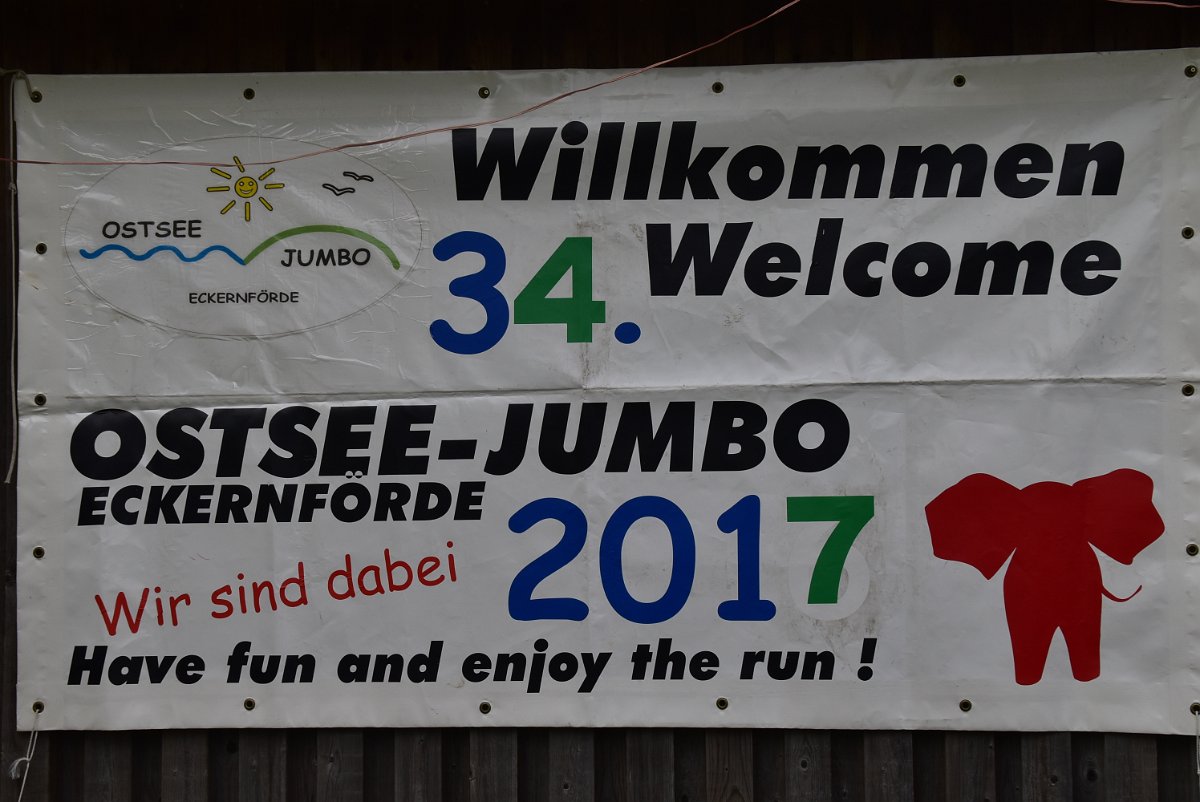 OSTSEE
JUMBO
ECKERNFÖRDE
Willkommen
34. Welcome
OSTSEE-JUMBO
ECKERNFÖRDE 2017
Wir sind dabei
Have fun and enjoy the run !